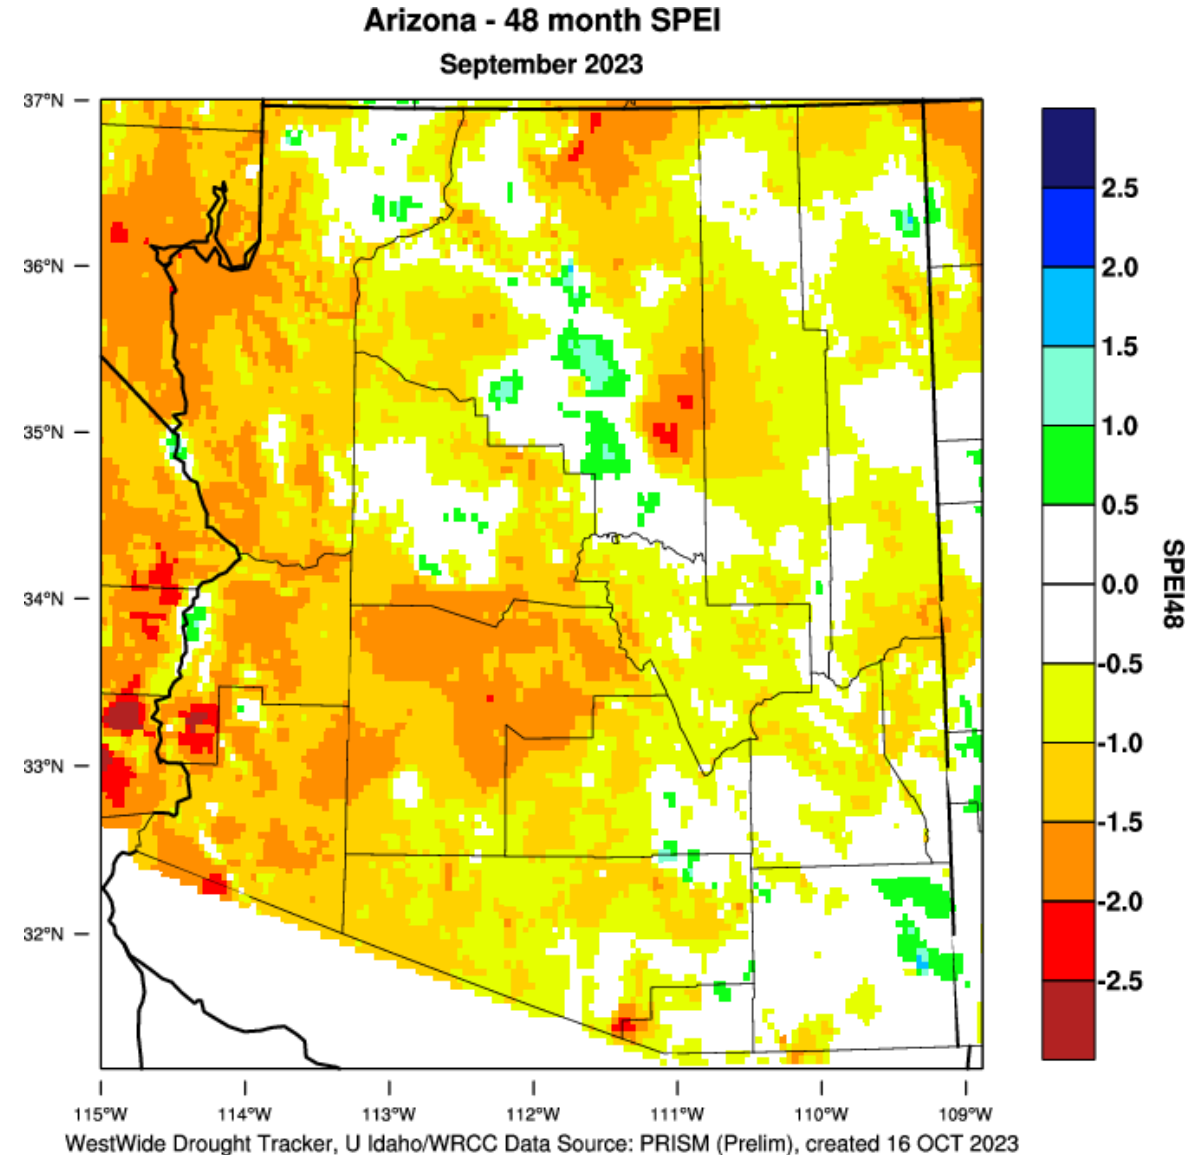 Arizona - 48 month SPEI
September 2023
37°N
36°N
35°N
34°N
33°N
32°N
115°W 114°W 113°W 112°W 111°W 110°W 109°W
2.5
2.0
1.5
1.0
0.5
0.0
-0.5
-1.0
-1.5
-2.0
-2.5
SPEI48
WestWide Drought Tracker, U Idaho/WRCC Data Source: PRISM (Prelim), created 16 OCT 2023